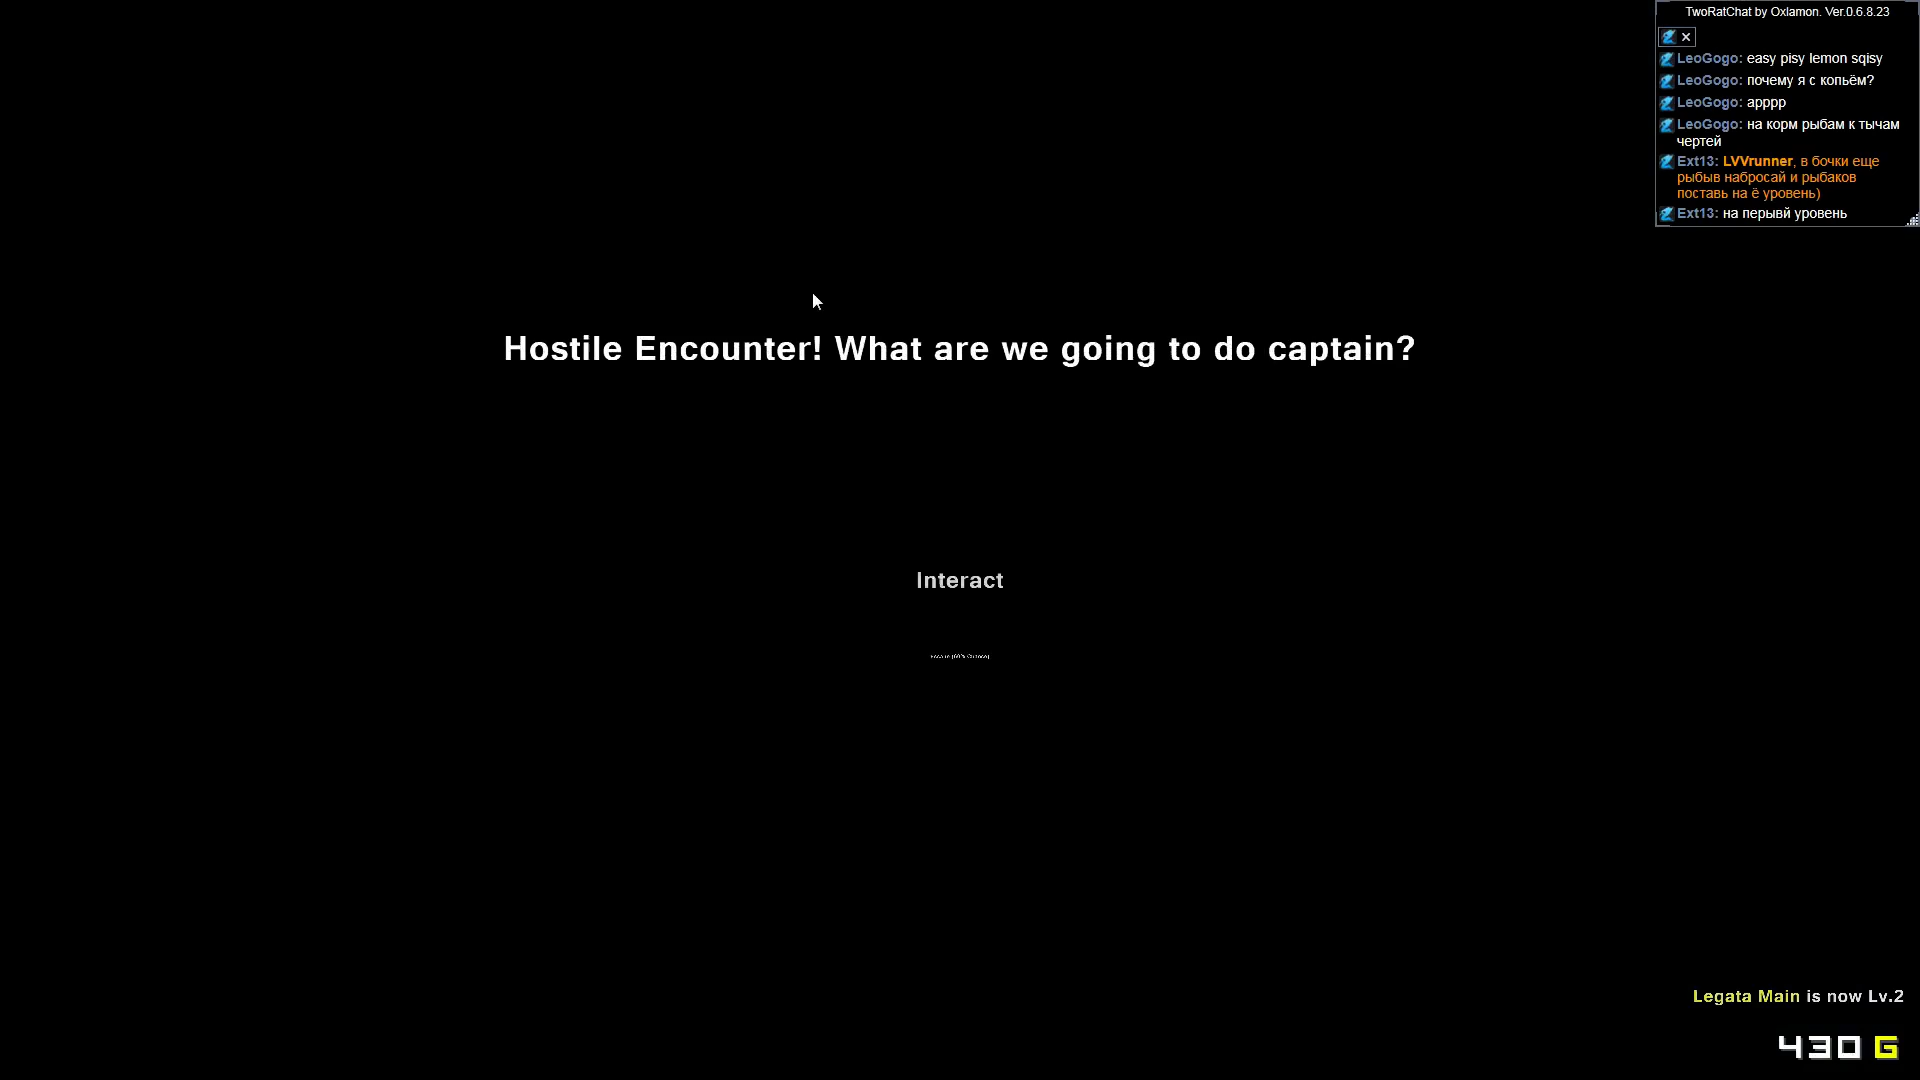 TwoRatChat by Oxlamon. Ver.0.6.8.23
LeoGogo: easy pisy lemon sqisy
LeoGogo: почему я с копьём?
LeoGogo: apppp
LeoGogo: на корм рыбам к тычам
чертей
Ext13: LVVrunner, в бочки еще
рыбыв набросай и рыбаков
поставь на ё уровень)
Ext13: на перывй уровень
Hostile Encounter! What are we going to do captain?
Interact
Legata Main is now Lv.2
430 G